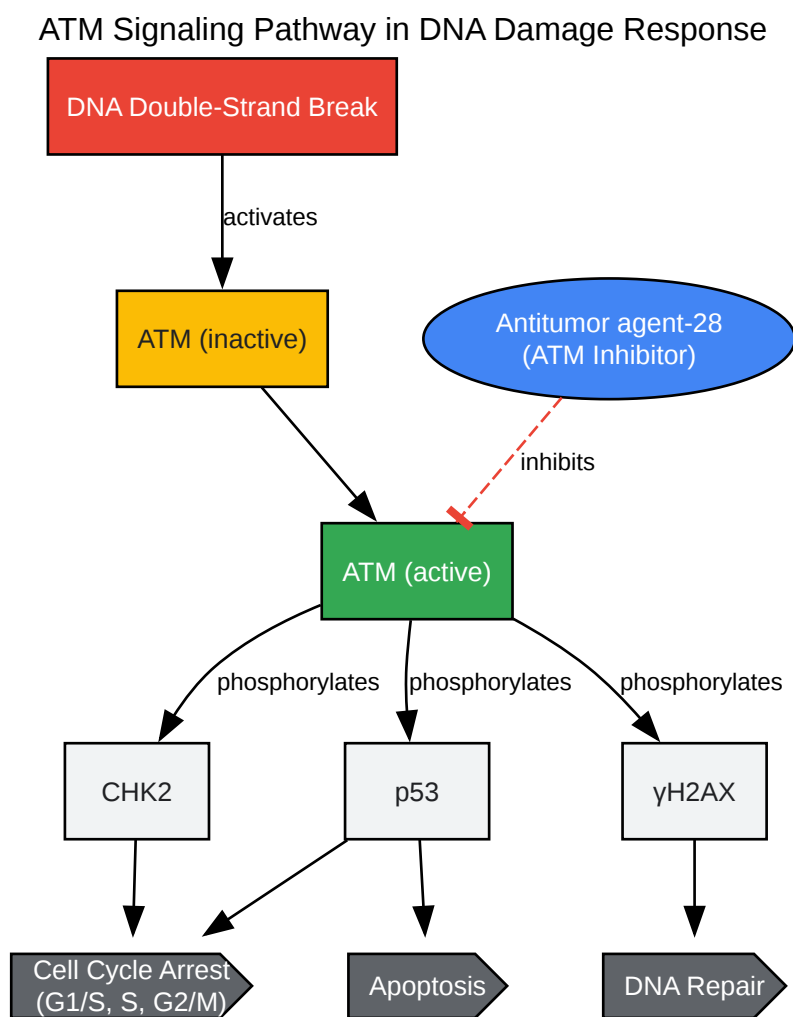 ATM Signaling Pathway in DNA Damage Response
DNA Double-Strand Break
activates
ATM (inactive)
Antitumor agent-28
(ATM Inhibitor)
inhibits
ATM (active)
phosphorylates
phosphorylates
phosphorylates
CHK2
p53
γH2AX
Cell Cycle Arrest
(G1/S, S, G2/M)
Apoptosis
DNA Repair